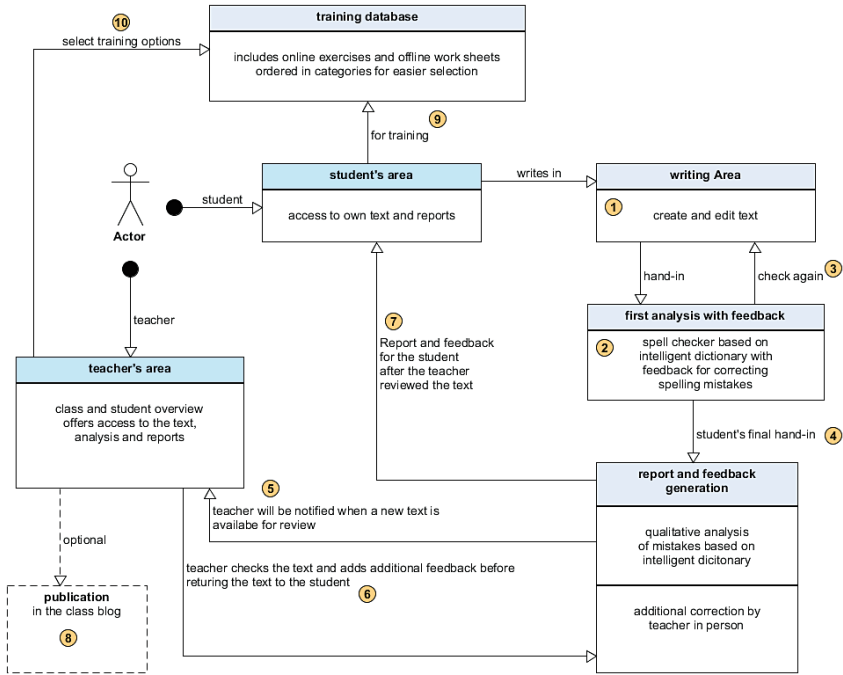 10
training database
select training options
includes online exercises and offline work sheets
ordered in categories for easier selection
9
for training
student's area
writes in
writing Area
student
access to own text and reports
1
create and edit text
Actor
hand-in
check again
3
first analysis with feedback
7
teacher
2
spell checker based on
intelligent dictionary with
feedback for correcting
spelling mistakes
Report and feedback
for the student
after the teacher
reviewed the text
teacher's area
class and student overview
offers access to the text,
analysis and reports
student's final hand-in
4
report and feedback
generation
5
teacher will be notified when a new text is
availabe for review
qualitative analysis
of mistakes based on
intelligent dicitonary
optional
teacher checks the text and adds additional feedback before
returing the text to the student
6
publication
in the class blog
8
additional correction by
teacher in person